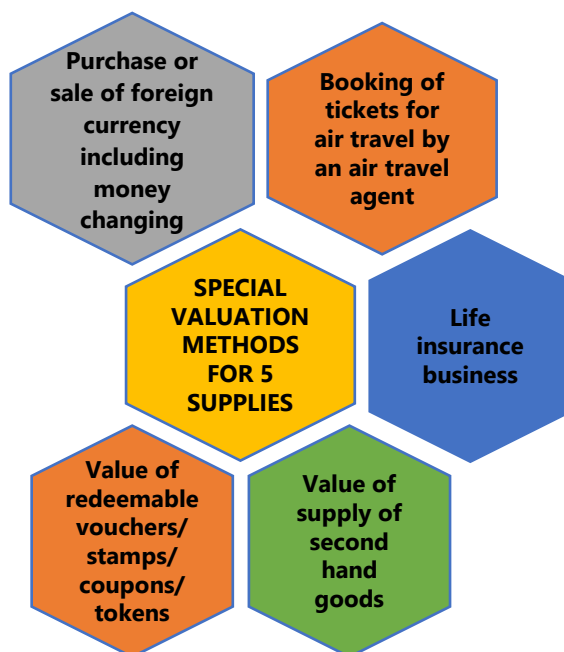 Purchase or
sale of foreign
currency
including
money
changing
Booking of
tickets for
air travel by
an air travel
agent
SPECIAL
VALUATION
METHODS
FOR 5
SUPPLIES
Life
insurance
business
Value of
redeemable
vouchers/
stamps/
coupons/
tokens
Value of
supply of
second
hand
goods